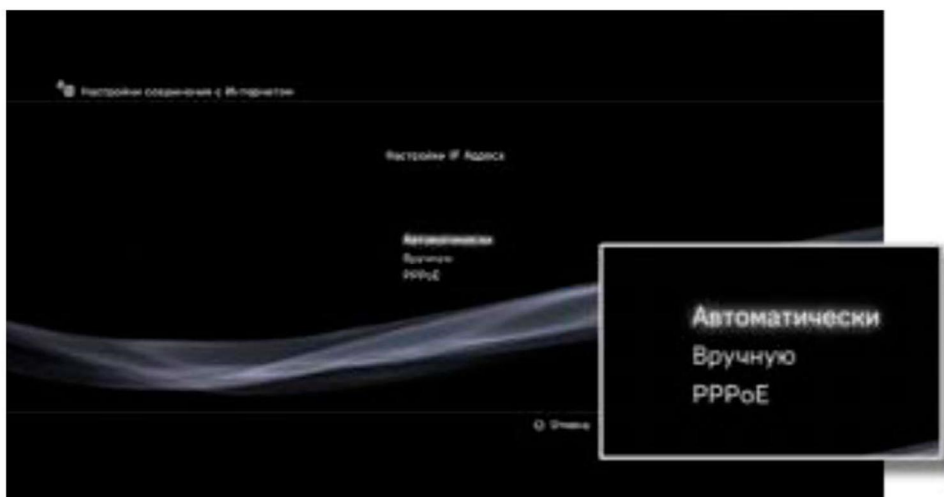 Настройки соединения с Интернетом
Настройки IP Адреса
Автоматически
Вручную
PPPoE
Отмена
Автоматически
Вручную
PPPoE